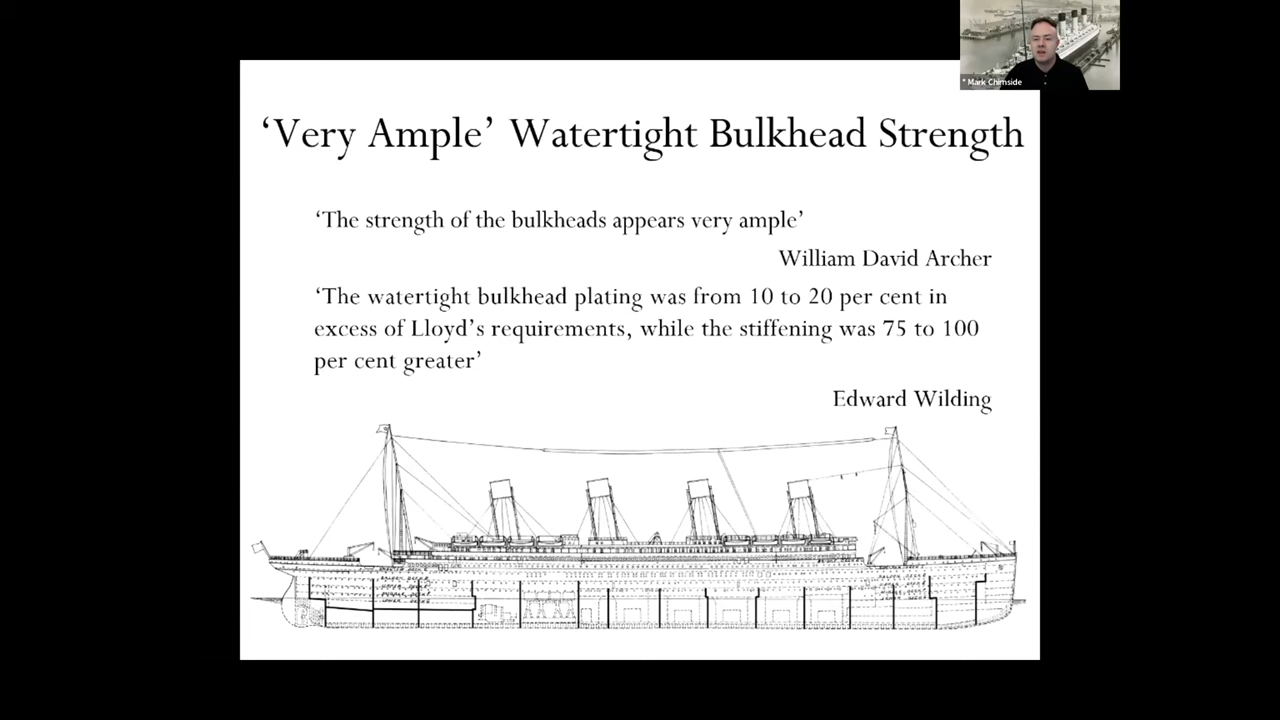 * Mark Chirnside
‘Very Ample’ Watertight Bulkhead Strength
‘The strength of the bulkheads appears very ample’
William David Archer
‘The watertight bulkhead plating was from 10 to 20 per cent in
excess of Lloyd’s requirements, while the stiffening was 75 to 100
per cent greater’
Edward Wilding